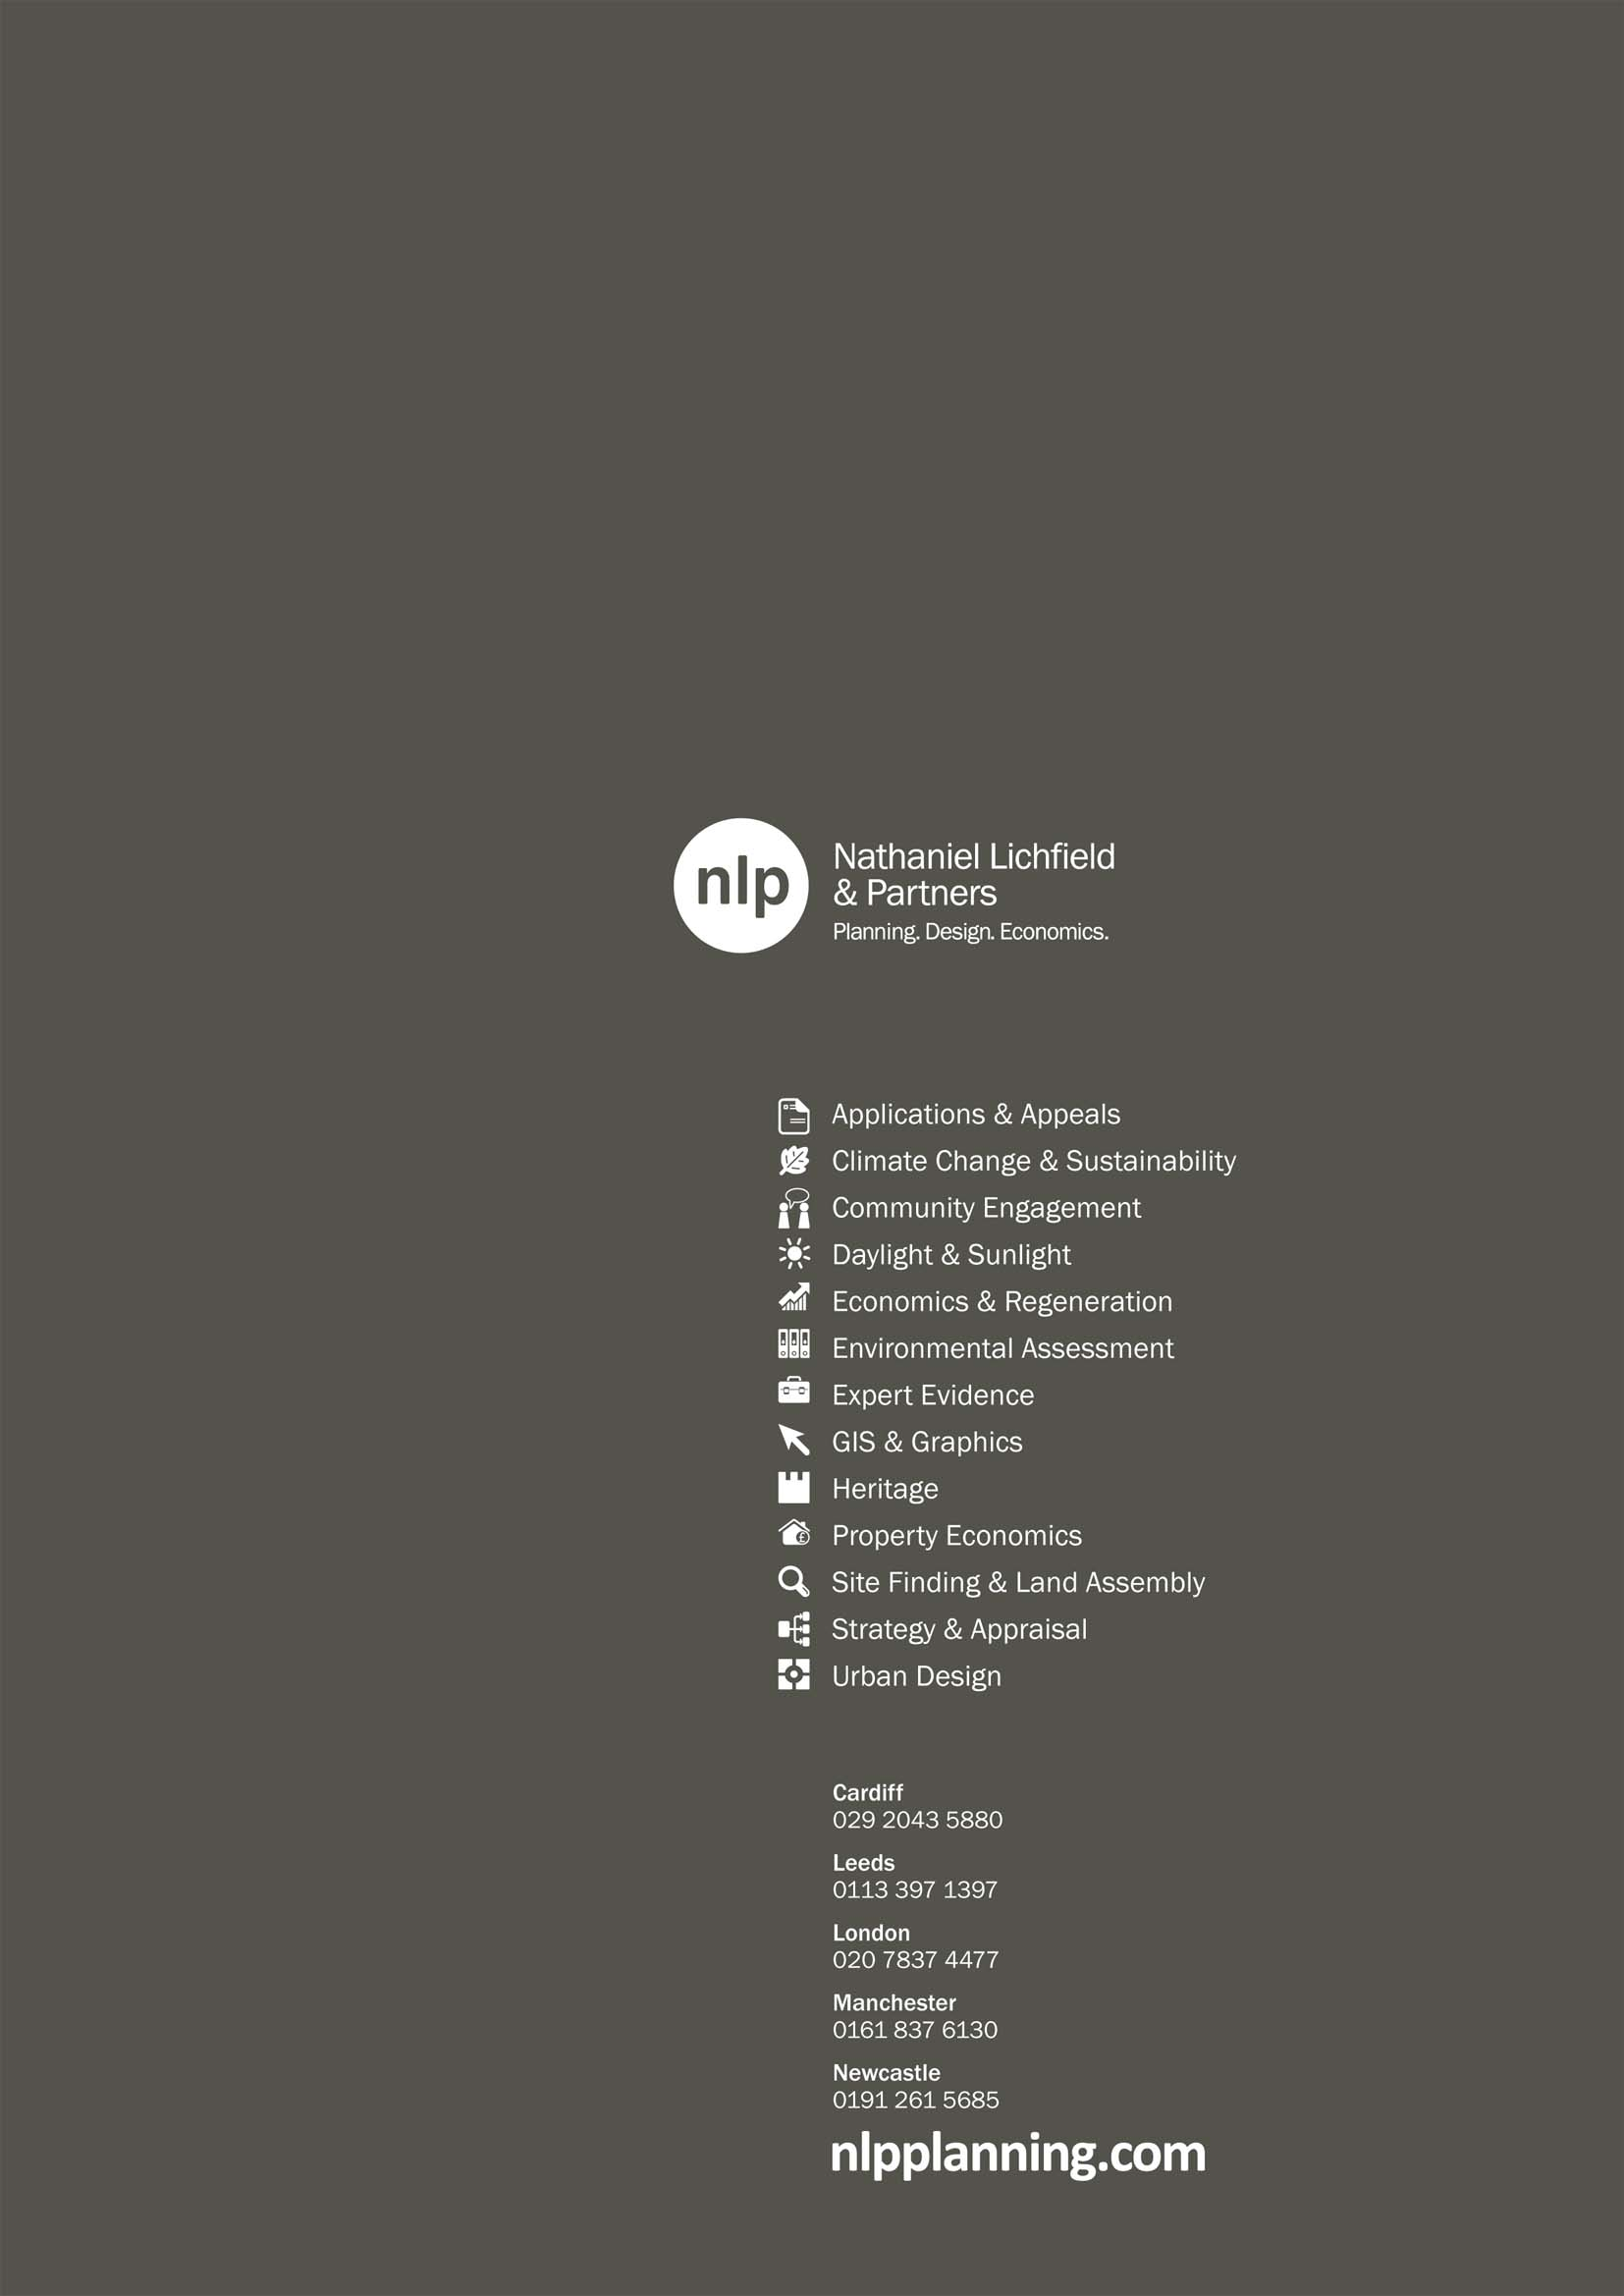 nlp
Nathaniel Lichfield
& Partners
Planning. Design. Economics.
Applications & Appeals
Climate Change & Sustainability
Community Engagement
Daylight & Sunlight
Economics & Regeneration
Environmental Assessment
Expert Evidence
GIS & Graphics
Heritage
Property Economics
Site Finding & Land Assembly
Strategy & Appraisal
Urban Design
Cardiff
029 2043 5880
Leeds
0113 397 1397
London
020 7837 4477
Manchester
0161 837 6130
Newcastle
0191 261 5685
nlpplanning.com